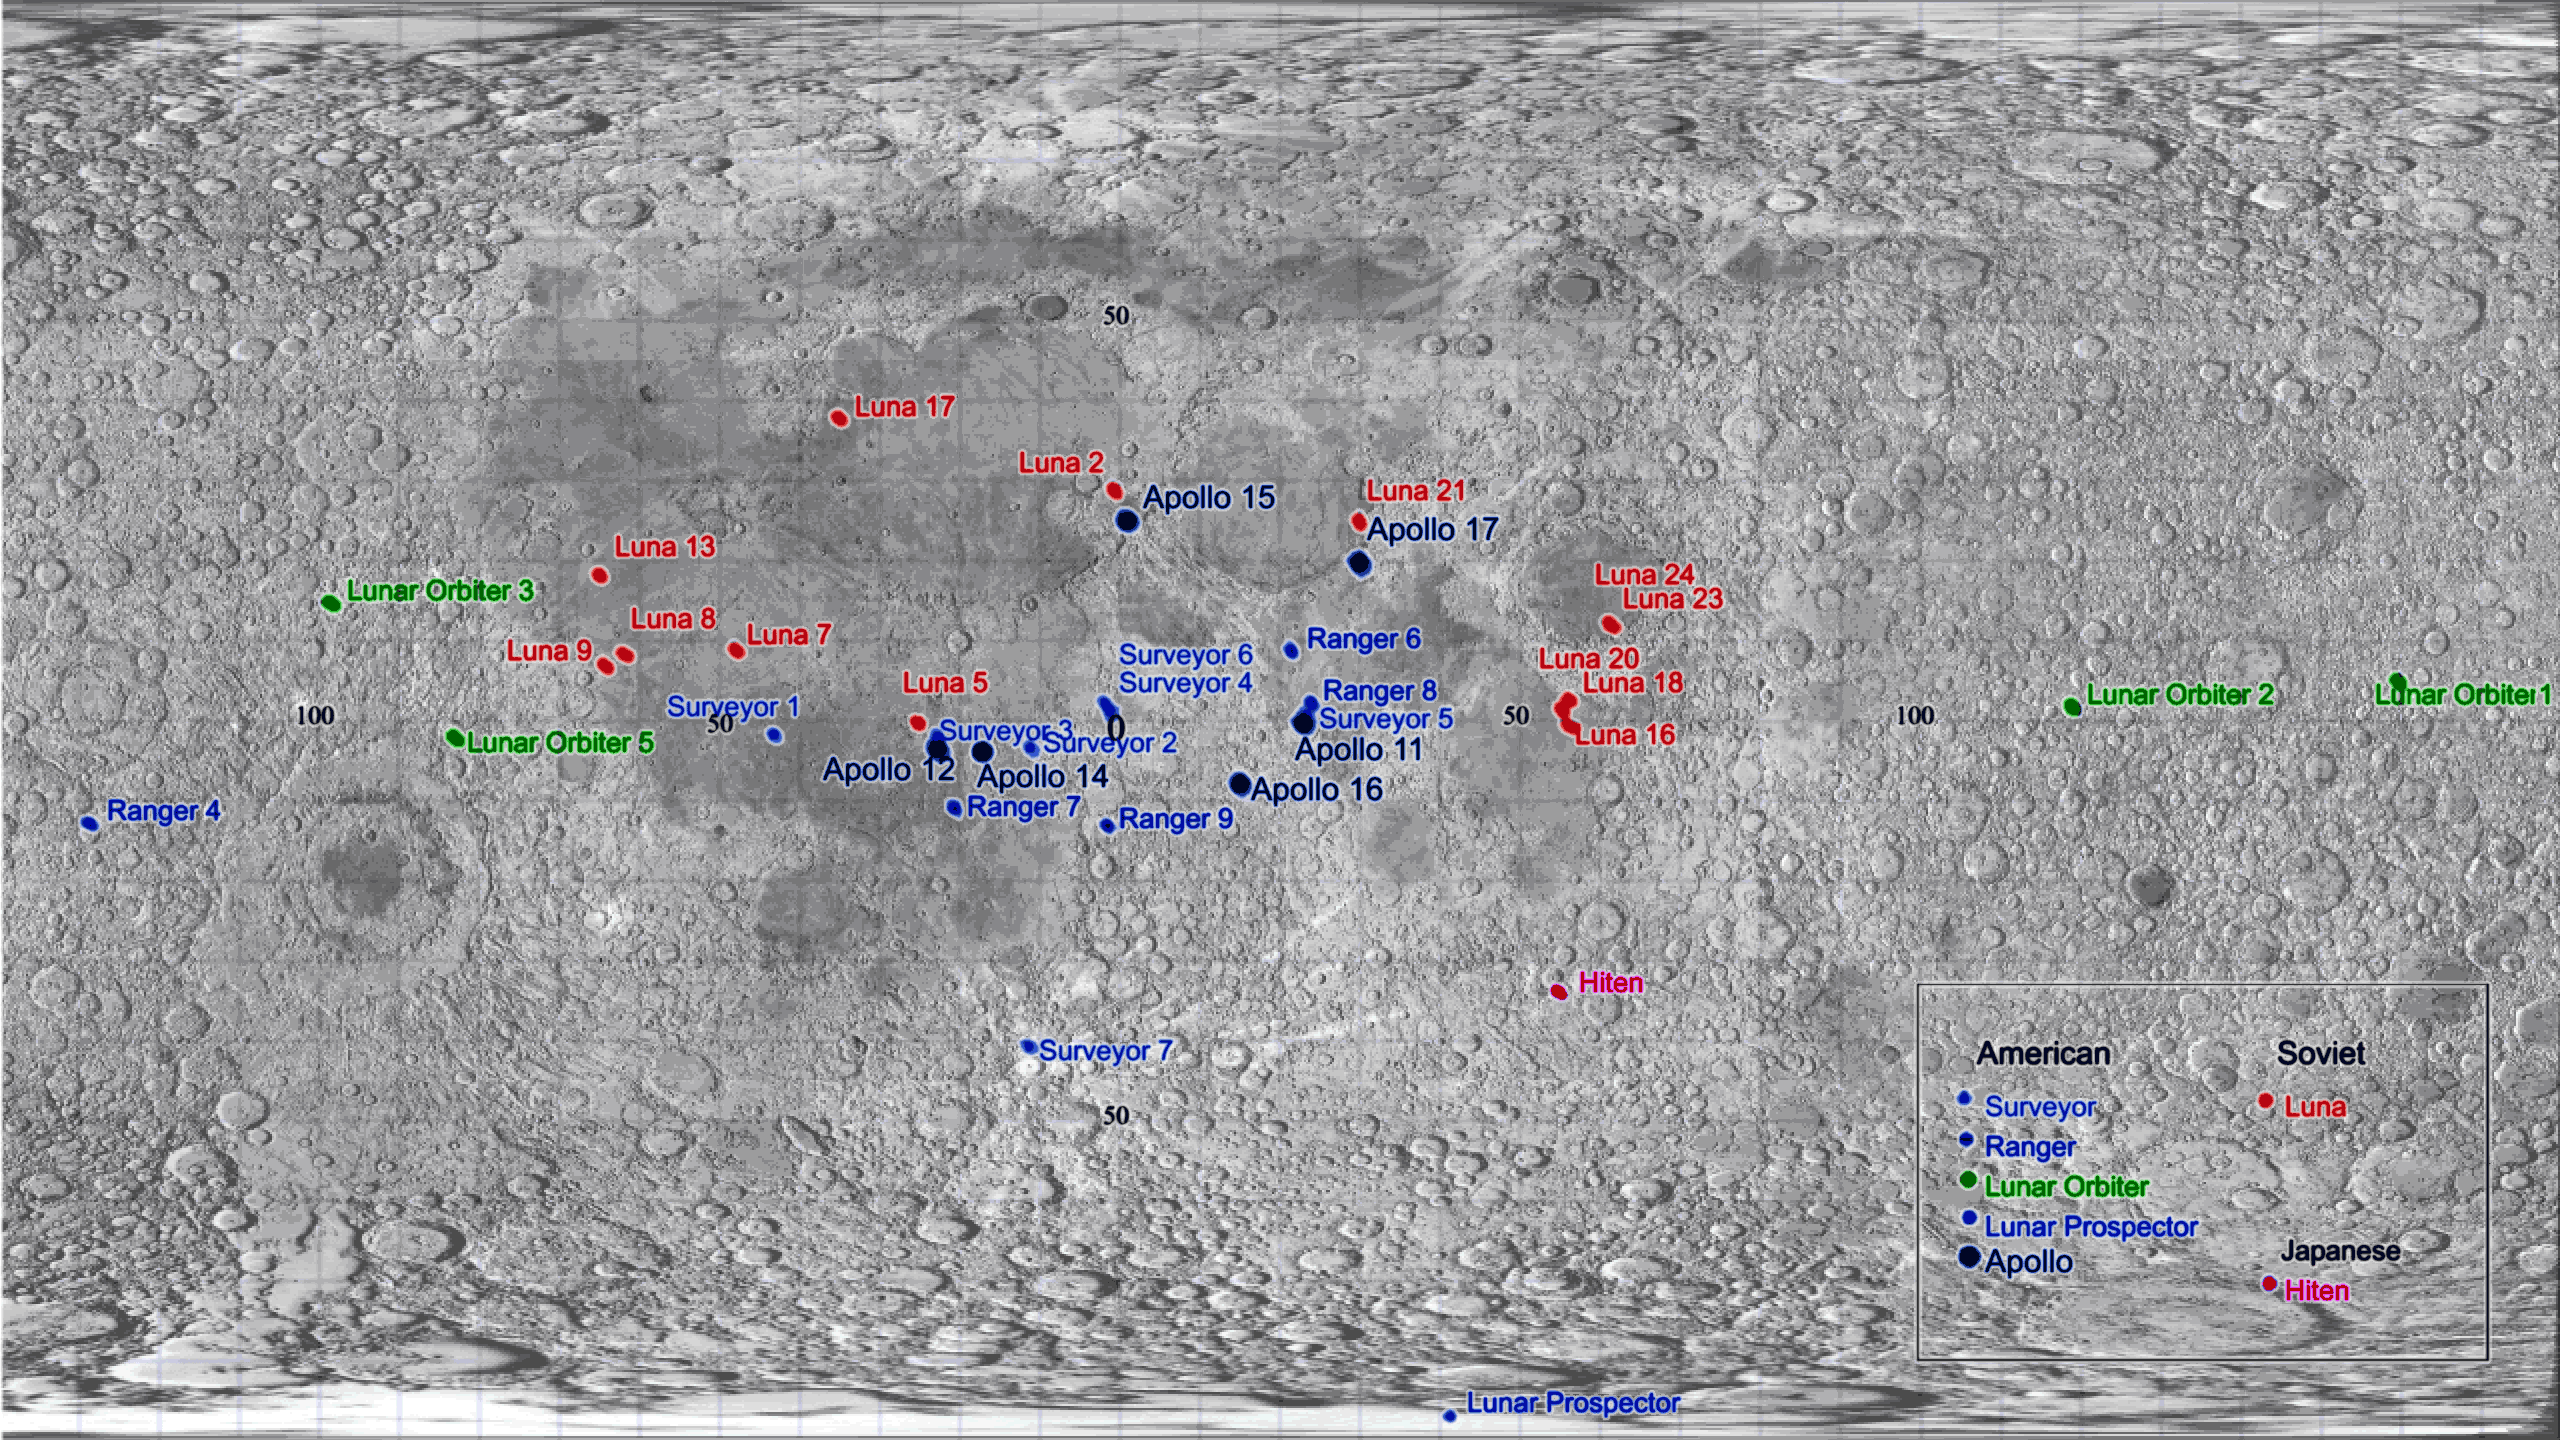 50
Luna 17
Luna 2
Apollo 15
Luna 21
Apollo 17
Luna 13
Luna 24
Luna 23
Lunar Orbiter 3
Luna 8
Luna 7
Luna 9
Ranger 6
Surveyor 6
Surveyor 4
Luna 20
Luna 18
Luna 5
Ranger 8
Lunar Orbiter 2
Lunar Orbiter1
Surveyor 1
100
50
0
Surveyor 5
50
100
Surveyor 3
Luna 16
Lunar Orbiter 5
Surveyor 2
Apollo 11
Apollo 12
Apollo 14
Apollo 16
Ranger 4
Ranger 7
Ranger 9
Hiten
Surveyor 7
50
American
Surveyor
Ranger
Lunar Orbiter
Lunar Prospector
Apollo
Soviet
Luna
Japanese
Hiten
Lunar Prospector